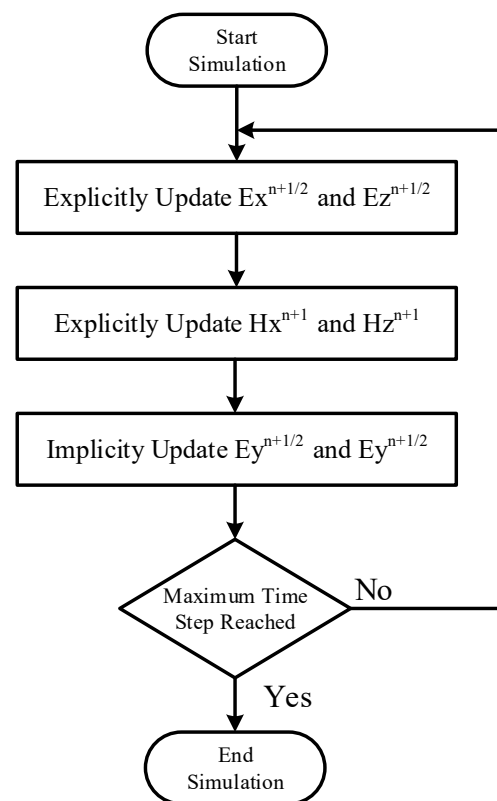 Start
Simulation
Explicitly Update Ex^{n+1/2} and Ez^{n+1/2}
Explicitly Update Hx^{n+1} and Hz^{n+1}
Implicity Update Ey^{n+1/2} and Ey^{n+1/2}
Maximum Time
Step Reached
No
Yes
End
Simulation